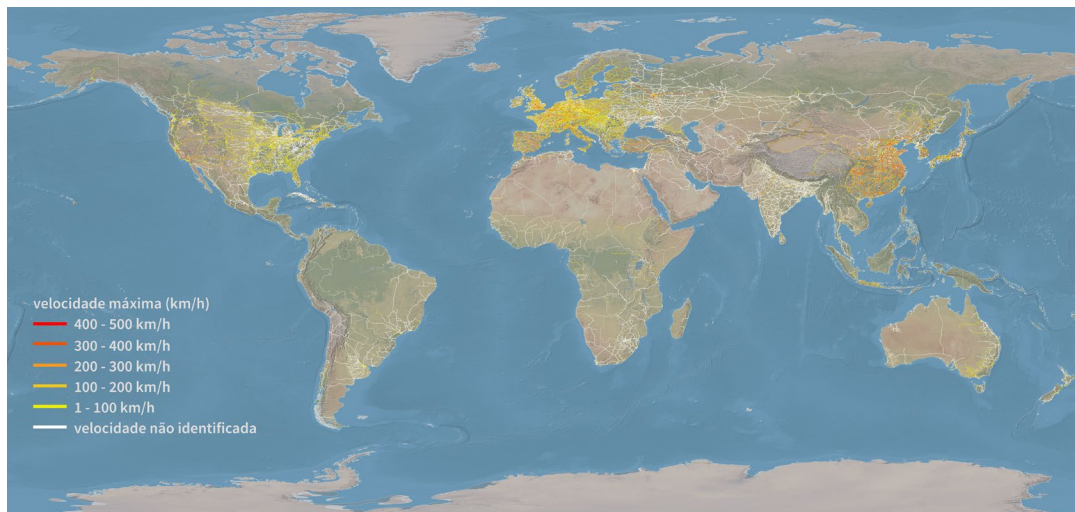 velocidade máxima (km/h)
400 - 500 km/h
300 - 400 km/h
200 - 300 km/h
100 - 200 km/h
1 - 100 km/h
velocidade não identificada